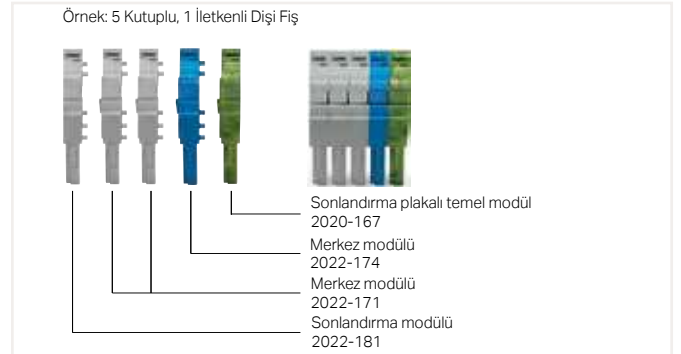 Örnek: 5 Kutuplu, 1 İletkenli Dişi Fiş
Sonlandırma plakalı temel modül
2020-167
Merkez modülü
2022-174
Merkez modülü
2022-171
Sonlandırma modülü
2022-181